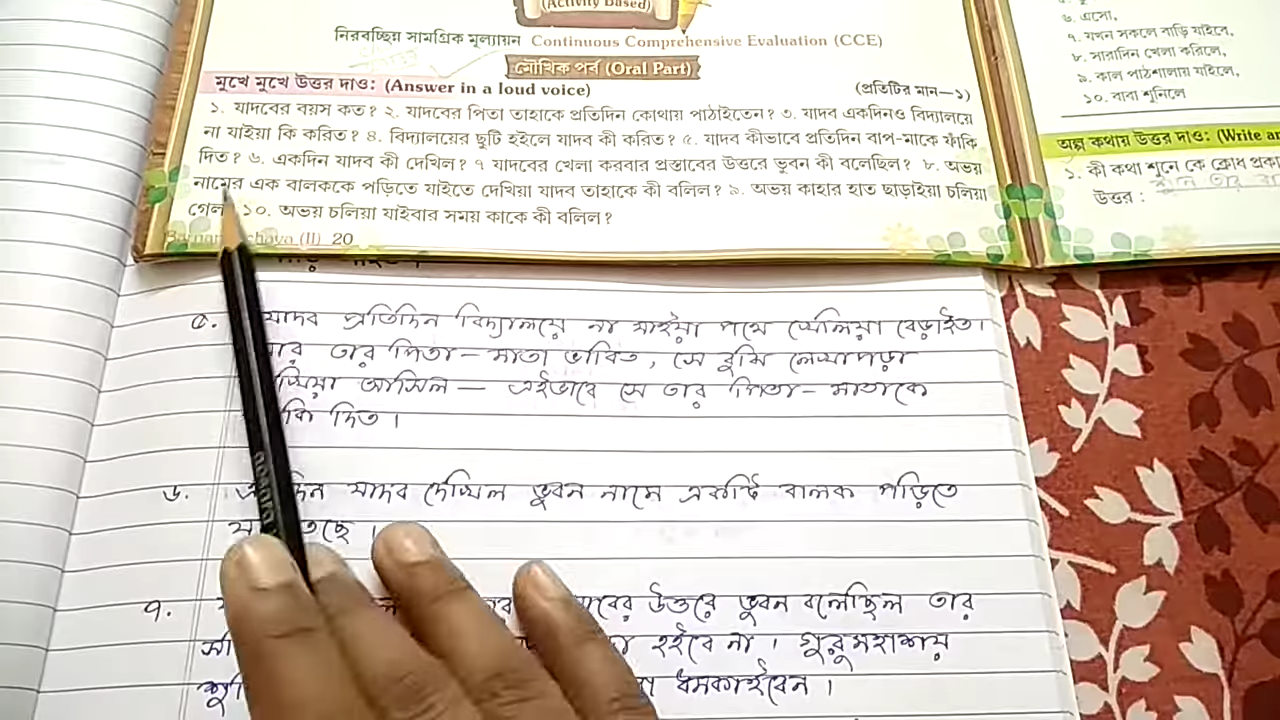 (Activity Based)
নিরবচ্ছিন্ন সামগ্রিক মূল্যায়ন Continuous Comprehensive Evaluation (CCE)
মৌখিক পর্ব (Oral Part)
মুখে মুখে উত্তর দাও: (Answer in a loud voice) (প্রতিটির মান—১)
১. যাদবের বয়স কত? ২. যাদবের পিতা তাহাকে প্রতিদিন কোথায় পাঠাইতেন? ৩. যাদব একদিনও বিদ্যালয়ে
না যাইয়া কি করিত? ৪. বিদ্যালয়ের ছুটি হইলে যাদব কী করিত? ৫. যাদব কীভাবে প্রতিদিন বাপ-মাকে ফাঁকি
দিত? ৬. একদিন যাদব কী দেখিল? ৭ যাদবের খেলা করবার প্রস্তাবের উত্তরে ভুবন কী বলেছিল? ৮. অভয়
নামের এক বালককে পড়িতে যাইতে দেখিয়া যাদব তাহাকে কী বলিল? ৯. অভয় কাহার হাত ছাড়াইয়া চলিয়া
গেল ১০. অভয় চলিয়া যাইবার সময় কাকে কী বলিল?
(II) 20
৬. এসো,
৭. যখন সকলে বাড়ি যাইবে,
৮. সারাদিন খেলা করিলে,
৯. কাল পাঠশালায় যাইলে,
১০. বাবা শুনিলে
অল্প কথায় উত্তর দাও: (Write
১. কী কথা শুনে কে ক্রোধ
উত্তর :
৫. যাদব প্রতিদিন বিদ্যালয়ে না যাইয়া পথে খেলিয়া বেড়াইত।
তার পিতা-মাতা ভাবিত, সে বুঝি লেখাপড়া
আসিল — এইভাবে সে তার পিতা-মাতাকে
দিত।
৬. যাদব দেখিল ভুবন নামে একটি বালক পড়িতে
৭. উত্তরে ভুবন বলেছিল তার
হইবে না। গুরুমহাশয়
ধমকাইবেন।